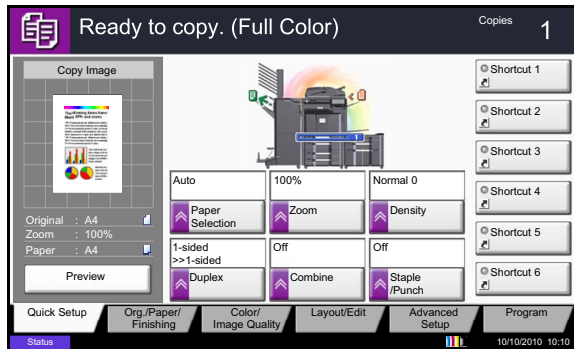 Ready to copy. (Full Color)
Copies 1
Copy Image
Original : A4
Zoom : 100%
Paper : A4
Preview
1
Auto
Paper
Selection
100%
Zoom
Normal 0
Density
1-sided
>>1-sided
Duplex
Off
Combine
Off
Staple
/Punch
Shortcut 1
Shortcut 2
Shortcut 3
Shortcut 4
Shortcut 5
Shortcut 6
Quick Setup
Org./Paper/
Finishing
Color/
Image Quality
Layout/Edit
Advanced
Setup
Program
Status
10/10/2010 10:10